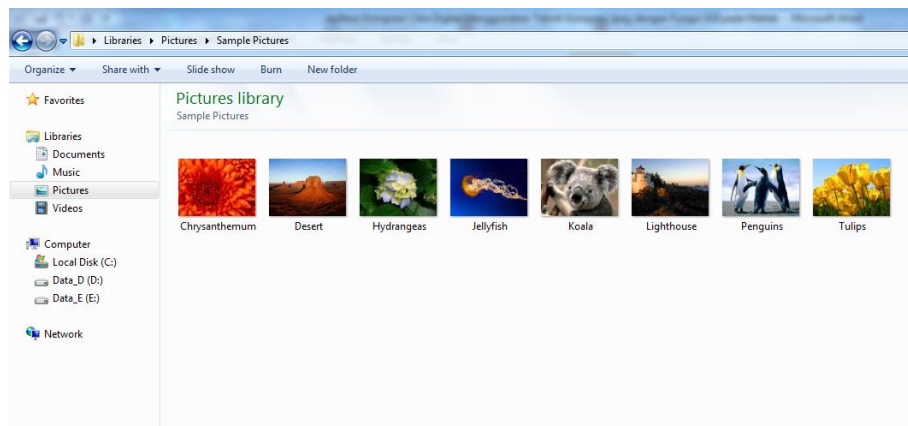 Libraries ▸ Pictures ▸ Sample Pictures
Organize Share with Slide show Burn New folder
Favorites
Libraries
Documents
Music
Pictures
Videos
Computer
Local Disk (C:)
Data_D (D:)
Data_E (E:)
Network
Pictures library
Sample Pictures
Chrysanthemum Desert Hydrangeas Jellyfish Koala Lighthouse Penguins Tulips